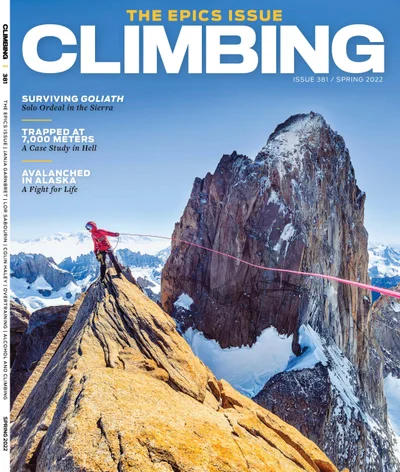 THE EPICS ISSUE
CLIMBING
ISSUE 381 / SPRING 2022
SURVIVING GOLIATH
Solo Ordeal in the Sierra
TRAPPED AT
7,000 METERS
A Case Study in Hell
AVALANCHED
IN ALASKA
A Fight for Life
CLIMBING
381
THE EPICS ISSUE | JANJA GARNBRET | LOR SABOURIN | COLIN HALEY | OVERTRAINING | ALCOHOL AND CLIMBING
SPRING 2022